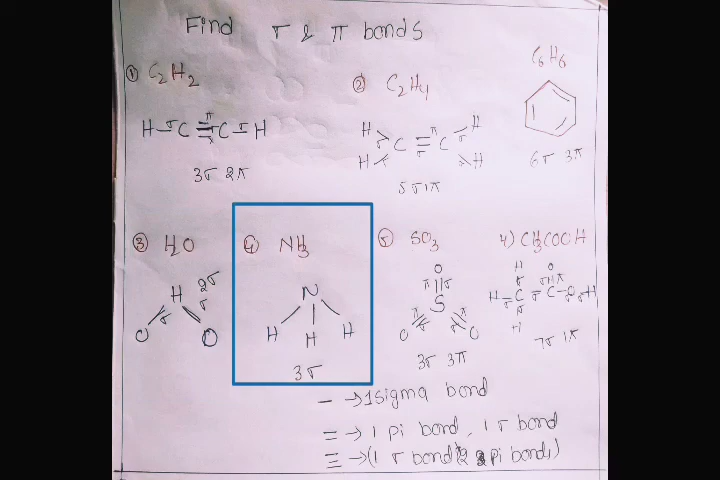 Find σ & π bonds
① C2H2
② C2H4
C6H6
H σ C π σ π C σ H
H σ C π σ C σ H
H H
3σ 2π
5σ 1π
6σ 3π
③ H2O
④ NH3
⑤ SO3
4) CH3COOH
H 2σ
σ σ
O O
N
H H H
3σ
O
π σ
S
O σ π σ π O
3σ 3π
H O
σ σ π
H σ C σ C σ O σ H
σ
H
7σ 1π
– → 1 sigma bond
= → 1 pi bond, 1 σ bond
≡ → (1 σ bond 2 pi bond)